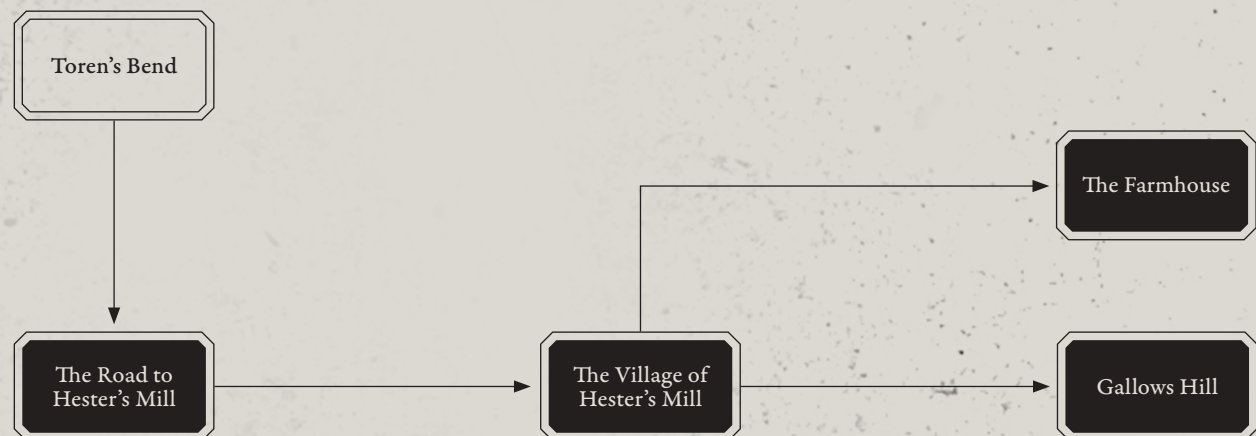 Toren’s Bend
The Farmhouse
The Road to
Hester’s Mill
The Village of
Hester’s Mill
Gallows Hill